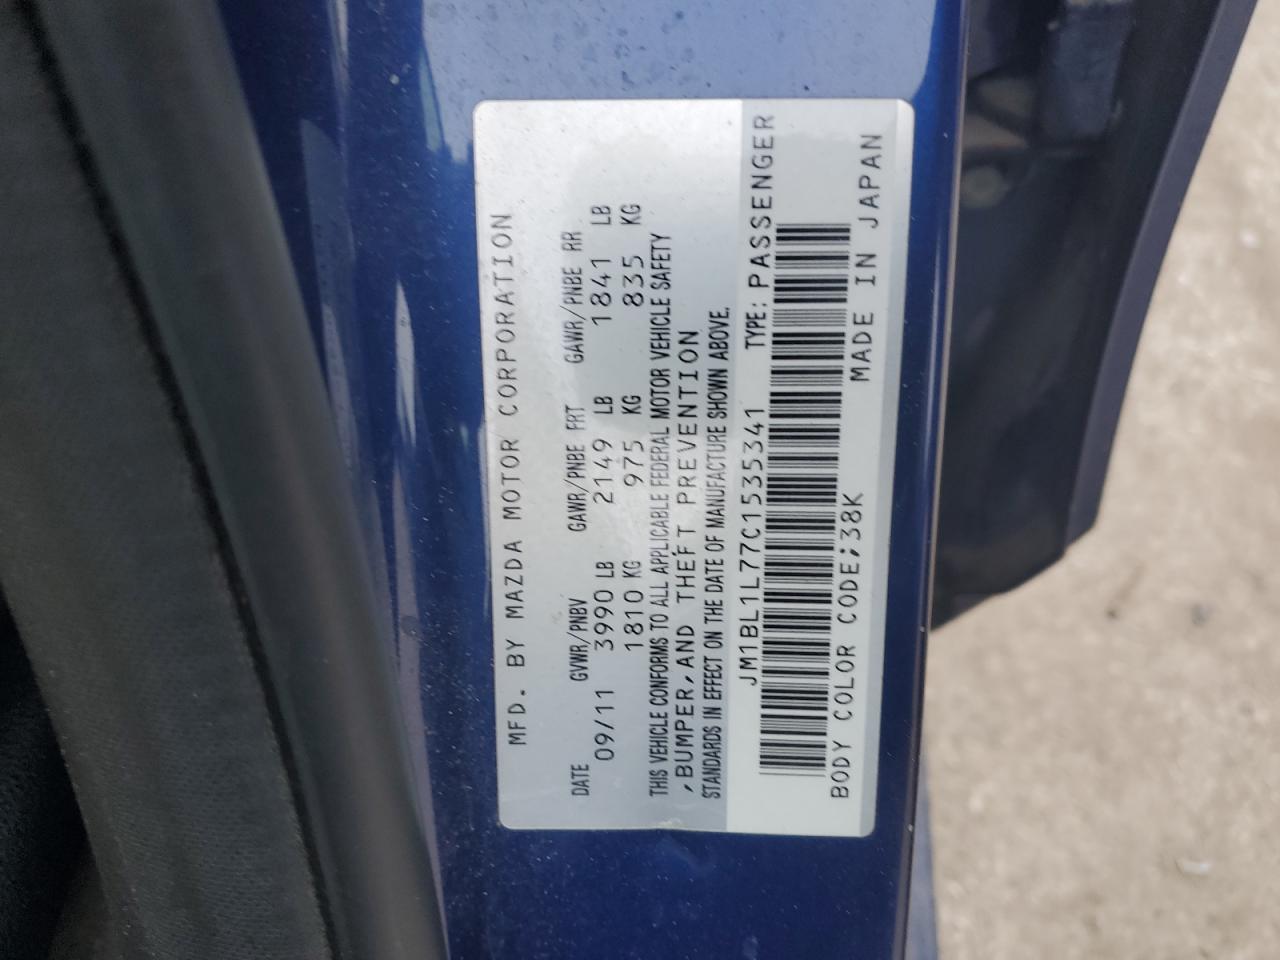 MFD. BY MAZDA MOTOR CORPORATION
DATE GVWR/PNBV GAWR/PNBE FRT GAWR/PNBE RR
09/11 3990 LB 2149 LB 1841 LB
1810 KG 975 KG 835 KG
THIS VEHICLE CONFORMS TO ALL APPLICABLE FEDERAL MOTOR VEHICLE SAFETY
,BUMPER,AND THEFT PREVENTION
STANDARDS IN EFFECT ON THE DATE OF MANUFACTURE SHOWN ABOVE.
JM1BL1L77C1535341 TYPE: PASSENGER
BODY COLOR CODE;38K MADE IN JAPAN